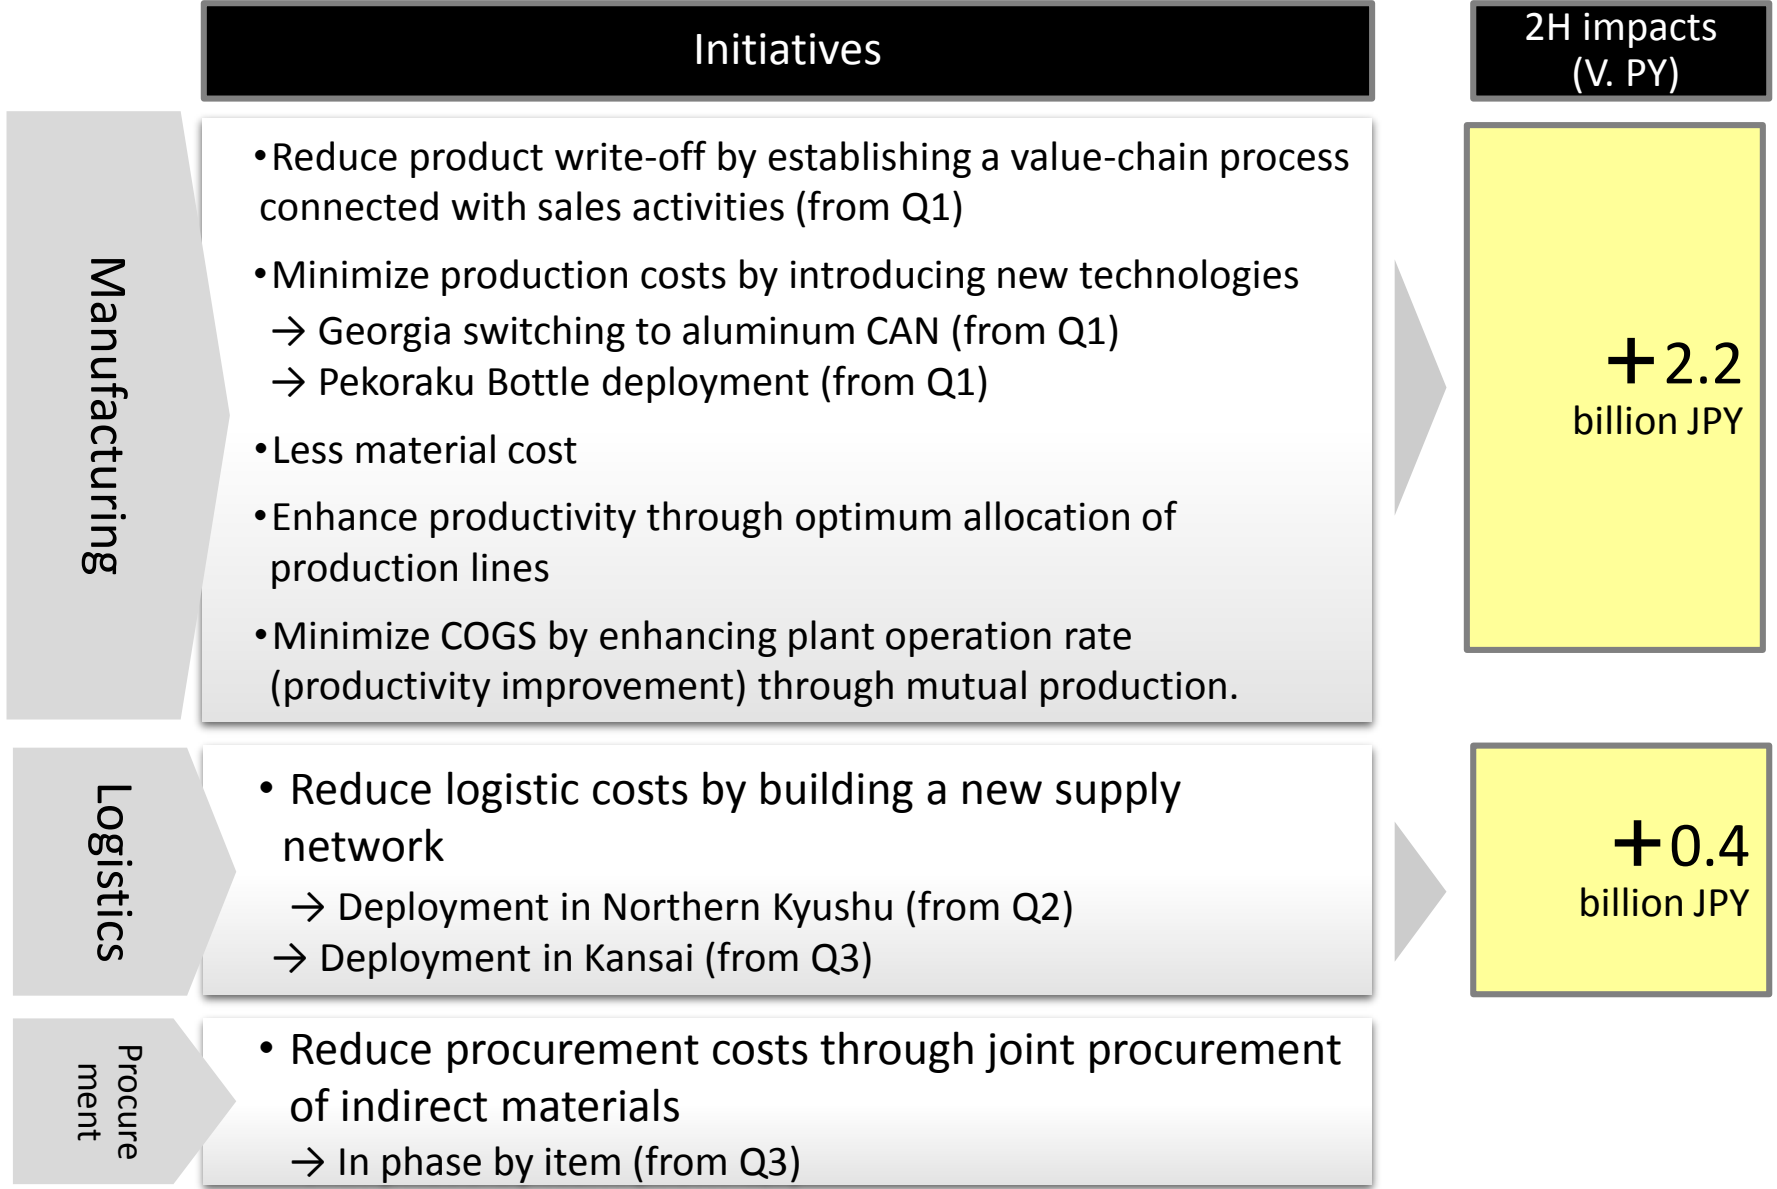 Initiatives
2H impacts
(V. PY)
Manufacturing
•Reduce product write-off by establishing a value-chain process
connected with sales activities (from Q1)
•Minimize production costs by introducing new technologies
→ Georgia switching to aluminum CAN (from Q1)
→ Pekoraku Bottle deployment (from Q1)
•Less material cost
•Enhance productivity through optimum allocation of
production lines
•Minimize COGS by enhancing plant operation rate
(productivity improvement) through mutual production.
+2.2
billion JPY
Logistics
• Reduce logistic costs by building a new supply
network
→ Deployment in Northern Kyushu (from Q2)
→ Deployment in Kansai (from Q3)
+0.4
billion JPY
Procure
ment
• Reduce procurement costs through joint procurement
of indirect materials
→ In phase by item (from Q3)